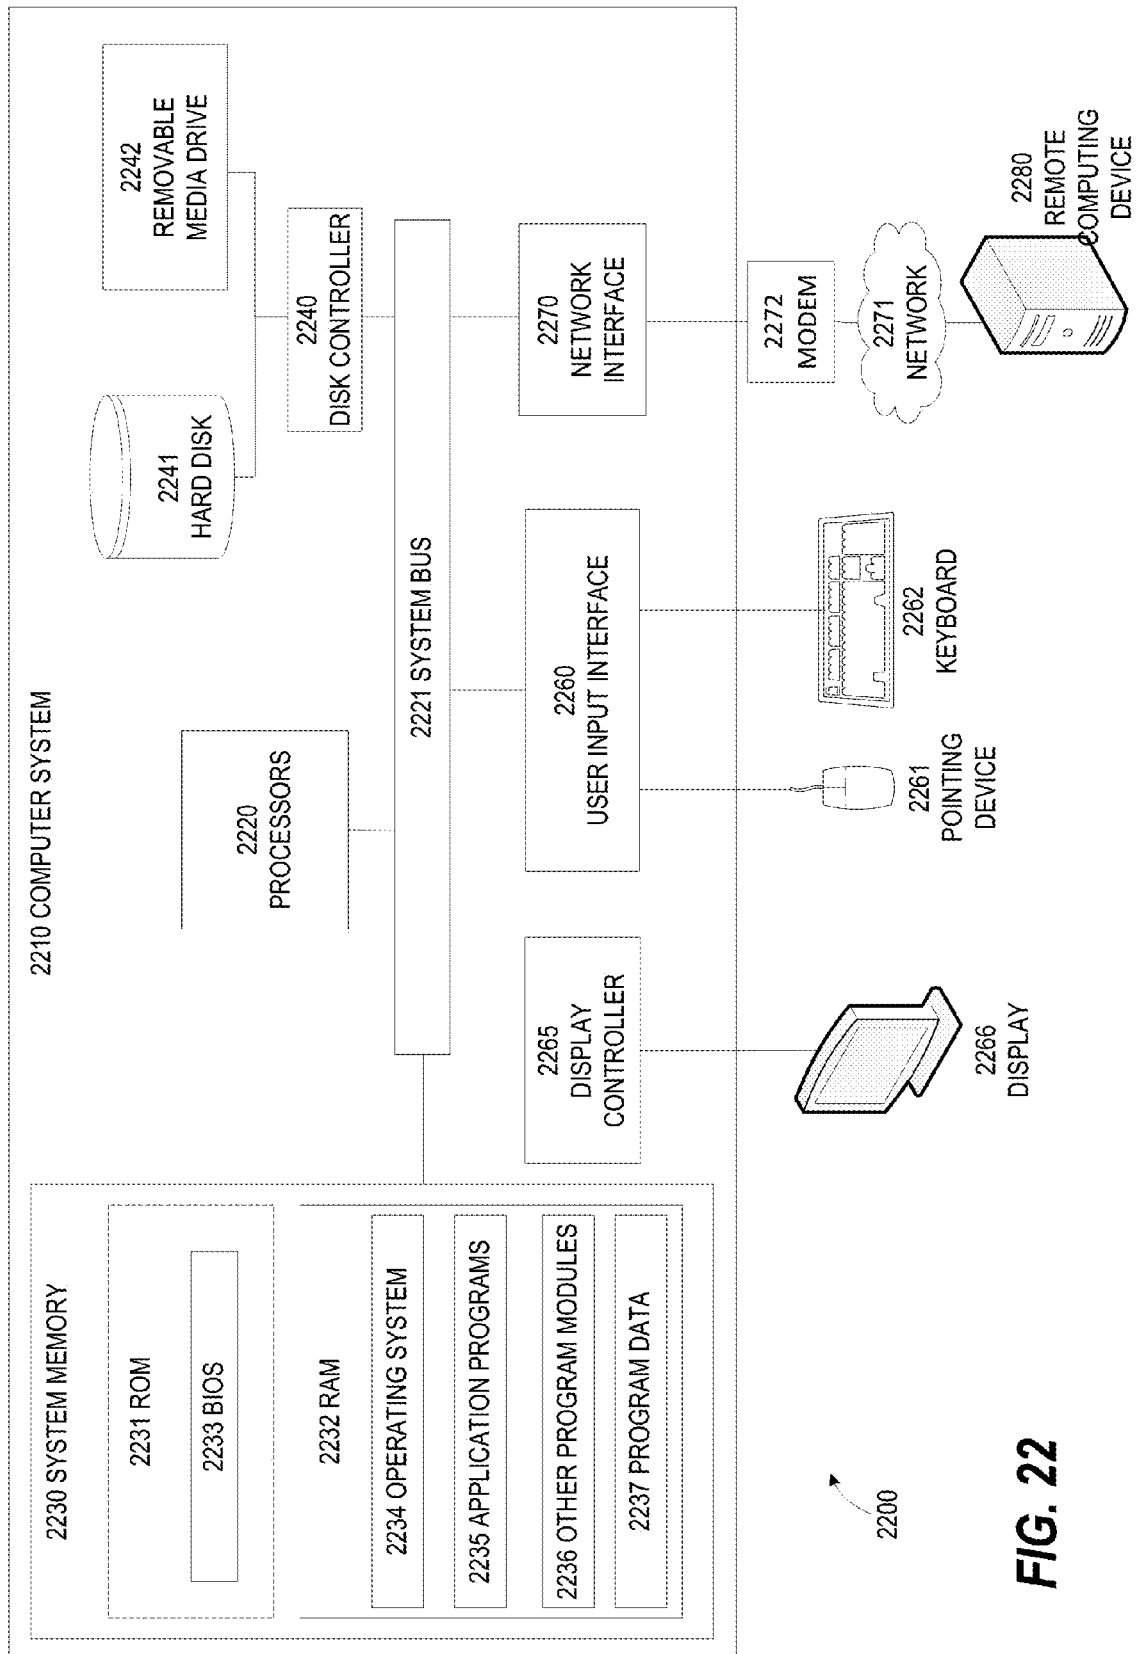 2210 COMPUTER SYSTEM
2230 SYSTEM MEMORY
2231 ROM
2233 BIOS
2232 RAM
2234 OPERATING SYSTEM
2235 APPLICATION PROGRAMS
2236 OTHER PROGRAM MODULES
2237 PROGRAM DATA
2220
PROCESSORS
2241
HARD DISK
2242
REMOVABLE
MEDIA DRIVE
2240
DISK CONTROLLER
2221 SYSTEM BUS
2265
DISPLAY
CONTROLLER
2260
USER INPUT INTERFACE
2270
NETWORK
INTERFACE
2272
MODEM
2271
NETWORK
2266
DISPLAY
2261
POINTING
DEVICE
2262
KEYBOARD
2280
REMOTE
COMPUTING
DEVICE
2200
FIG. 22